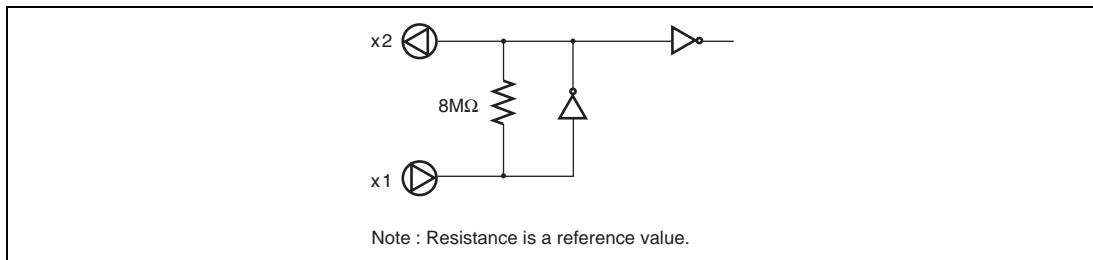 x2
8MΩ
x1
Note : Resistance is a reference value.